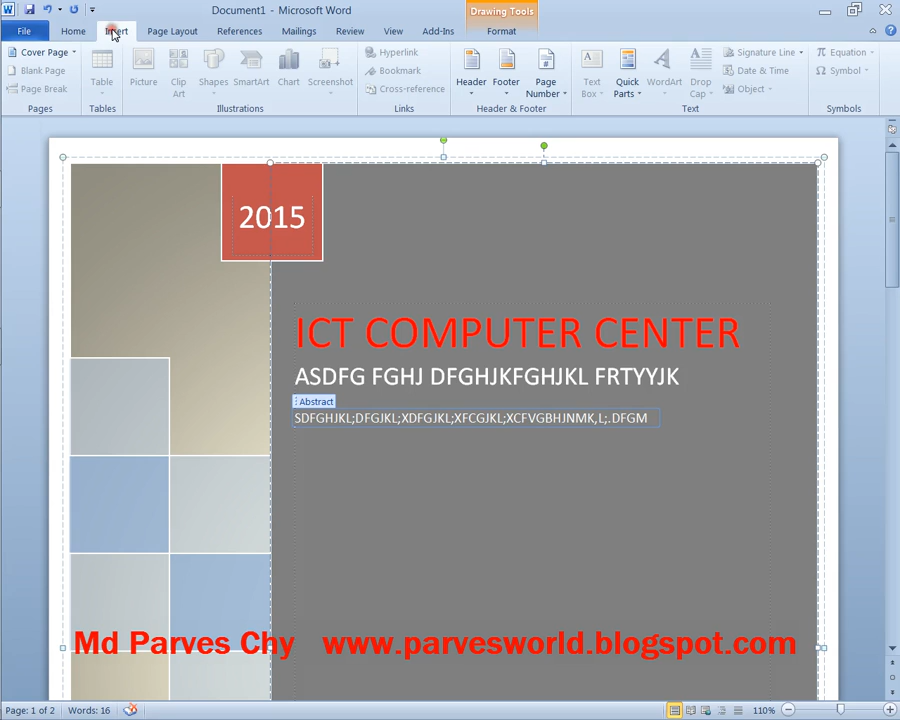 Document1 - Microsoft Word
Drawing Tools
File Home Insert Page Layout References Mailings Review View Add-Ins Format
Cover Page
Blank Page
Page Break
Pages
Table
Tables
Picture
Clip Art
Shapes
SmartArt
Chart
Screenshot
Illustrations
Hyperlink
Bookmark
Cross-reference
Links
Header
Footer
Page Number
Header & Footer
Text Box
Quick Parts
WordArt
Drop Cap
Signature Line
Date & Time
Object
Text
Equation
Symbol
Symbols
2015
ICT COMPUTER CENTER
ASDFG FGHJ DFGHJKFGHJKL FRTYYJK
Abstract
SDFGHJKL;DFGJKL;XDFGJKL;XFCGJKL;XCFVGBHJNMK,L;.DFGM
Md Parves Chy www.parvesworld.blogspot.com
Page: 1 of 2 Words: 16 110%